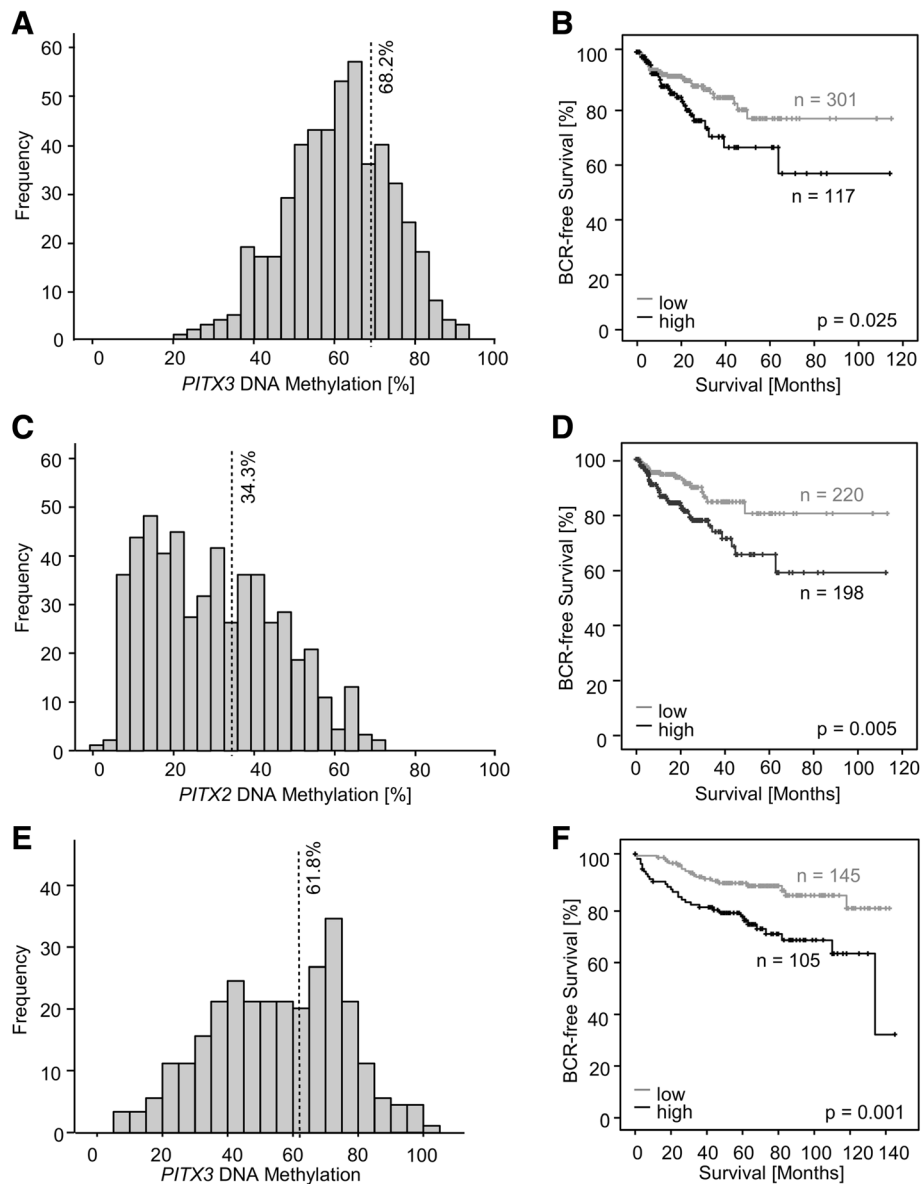 A
60
50
40
30
20
10
0
Frequency
68.2%
0 20 40 60 80 100
PITX3 DNA Methylation [%]
B
100
80
60
40
20
0
BCR-free Survival [%]
n = 301
n = 117
low
high
p = 0.025
0 20 40 60 80 100 120
Survival [Months]
C
60
50
40
30
20
10
0
Frequency
34.3%
0 20 40 60 80 100
PITX2 DNA Methylation [%]
D
100
80
60
40
20
0
BCR-free Survival [%]
n = 220
n = 198
low
high
p = 0.005
0 20 40 60 80 100 120
Survival [Months]
E
40
30
20
10
0
Frequency
61.8%
0 20 40 60 80 100
PITX3 DNA Methylation
F
100
80
60
40
20
0
BCR-free Survival [%]
n = 145
n = 105
low
high
p = 0.001
0 20 40 60 80 100 120 140
Survival [Months]